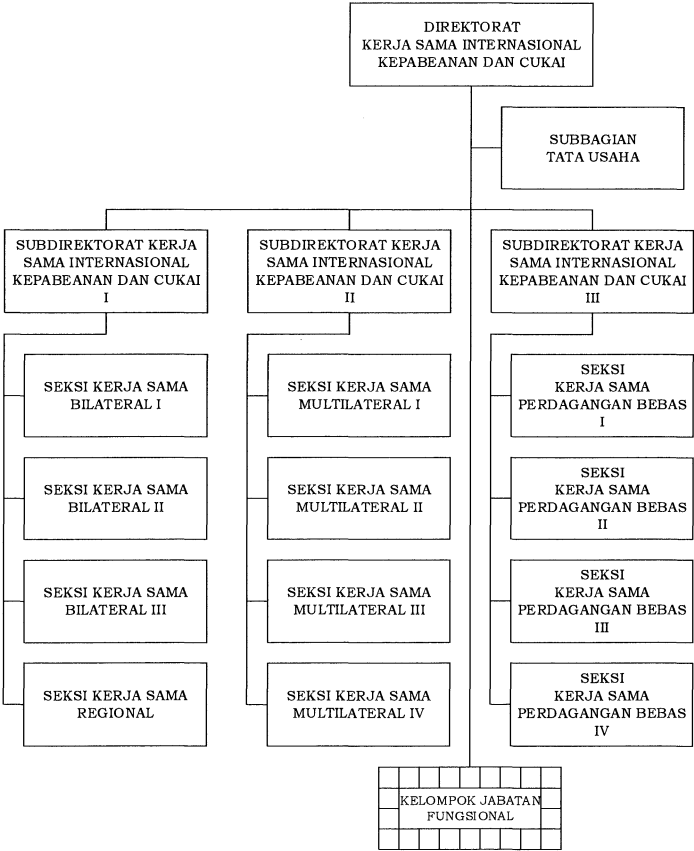 DIREKTORAT
KERJA SAMA INTERNASIONAL
KEPABEANAN DAN CUKAI
SUBBAGIAN
TATA USAHA
SUBDIREKTORAT KERJA
SAMA INTERNASIONAL
KEPABEANAN DAN CUKAI
I
SEKSI KERJA SAMA
BILATERAL I
SEKSI KERJA SAMA
BILATERAL II
SEKSI KERJA SAMA
BILATERAL III
SEKSI KERJA SAMA
REGIONAL
SUBDIREKTORAT KERJA
SAMA INTERNASIONAL
KEPABEANAN DAN CUKAI
II
SEKSI KERJA SAMA
MULTILATERAL I
SEKSI KERJA SAMA
MULTILATERAL II
SEKSI KERJA SAMA
MULTILATERAL III
SEKSI KERJA SAMA
MULTILATERAL IV
SUBDIREKTORAT KERJA
SAMA INTERNASIONAL
KEPABEANAN DAN CUKAI
III
SEKSI
KERJA SAMA
PERDAGANGAN BEBAS
I
SEKSI
KERJA SAMA
PERDAGANGAN BEBAS
II
SEKSI
KERJA SAMA
PERDAGANGAN BEBAS
III
SEKSI
KERJA SAMA
PERDAGANGAN BEBAS
IV
KELOMPOK JABATAN
FUNGSIONAL